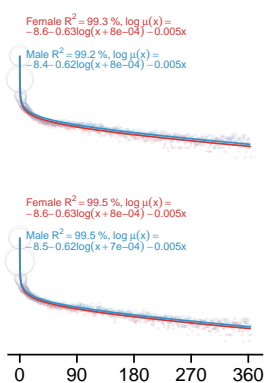 Female R² = 99.3 %, log μ(x) =
−8.6−0.63log(x+8e−04)−0.005x
Male R² = 99.2 %, log μ(x) =
−8.4−0.62log(x+8e−04)−0.005x
Female R² = 99.5 %, log μ(x) =
−8.6−0.63log(x+8e−04)−0.005x
Male R² = 99.5 %, log μ(x) =
−8.5−0.62log(x+7e−04)−0.005x
0 90 180 270 360